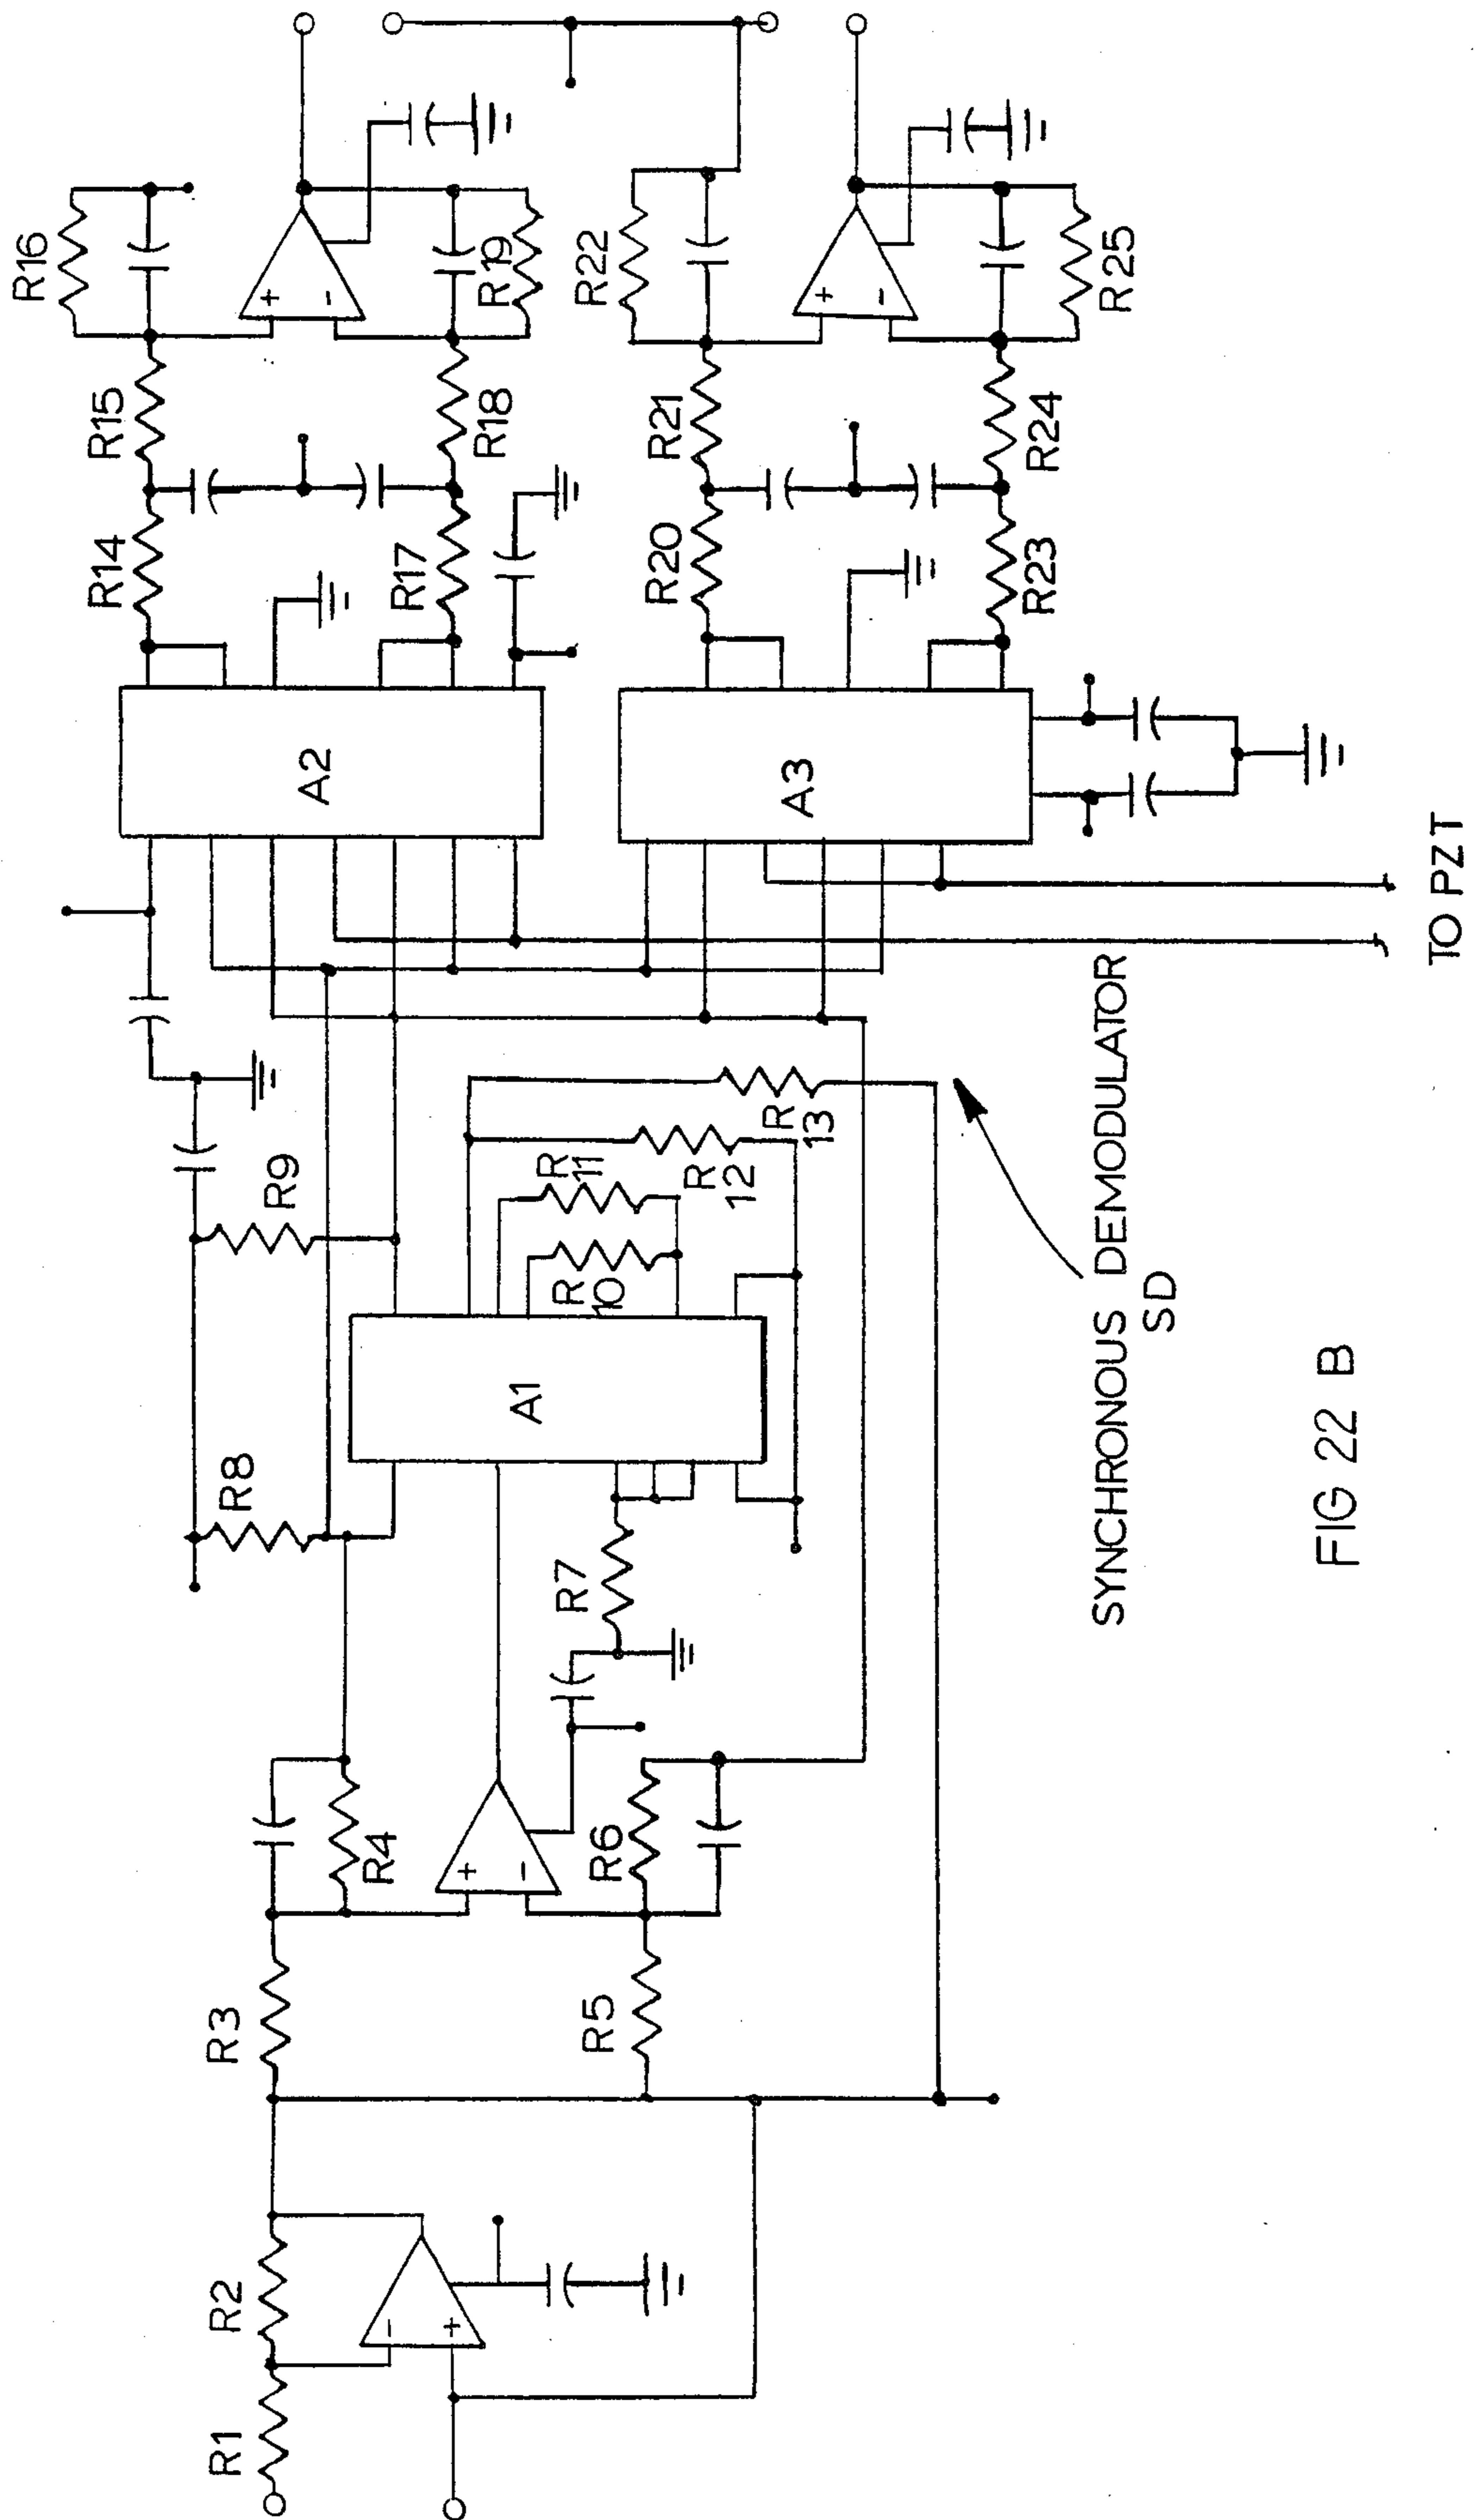 R1
R2
R3
R4
R5
R6
R7
R8
R9
R
10
R
11
R
12
R
13
A1
A2
A3
R14
R15
R16
R17
R18
R19
R20
R21
R22
R23
R24
R25
-
+
+
-
+
-
+
-
TO PZT
SYNCHRONOUS DEMODULATOR
SD
FIG 22 B